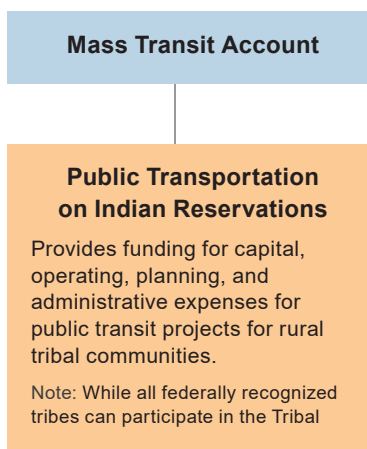 Mass Transit Account
Public Transportation
on Indian Reservations
Provides funding for capital,
operating, planning, and
administrative expenses for
public transit projects for rural
tribal communities.
Note: While all federally recognized
tribes can participate in the Tribal